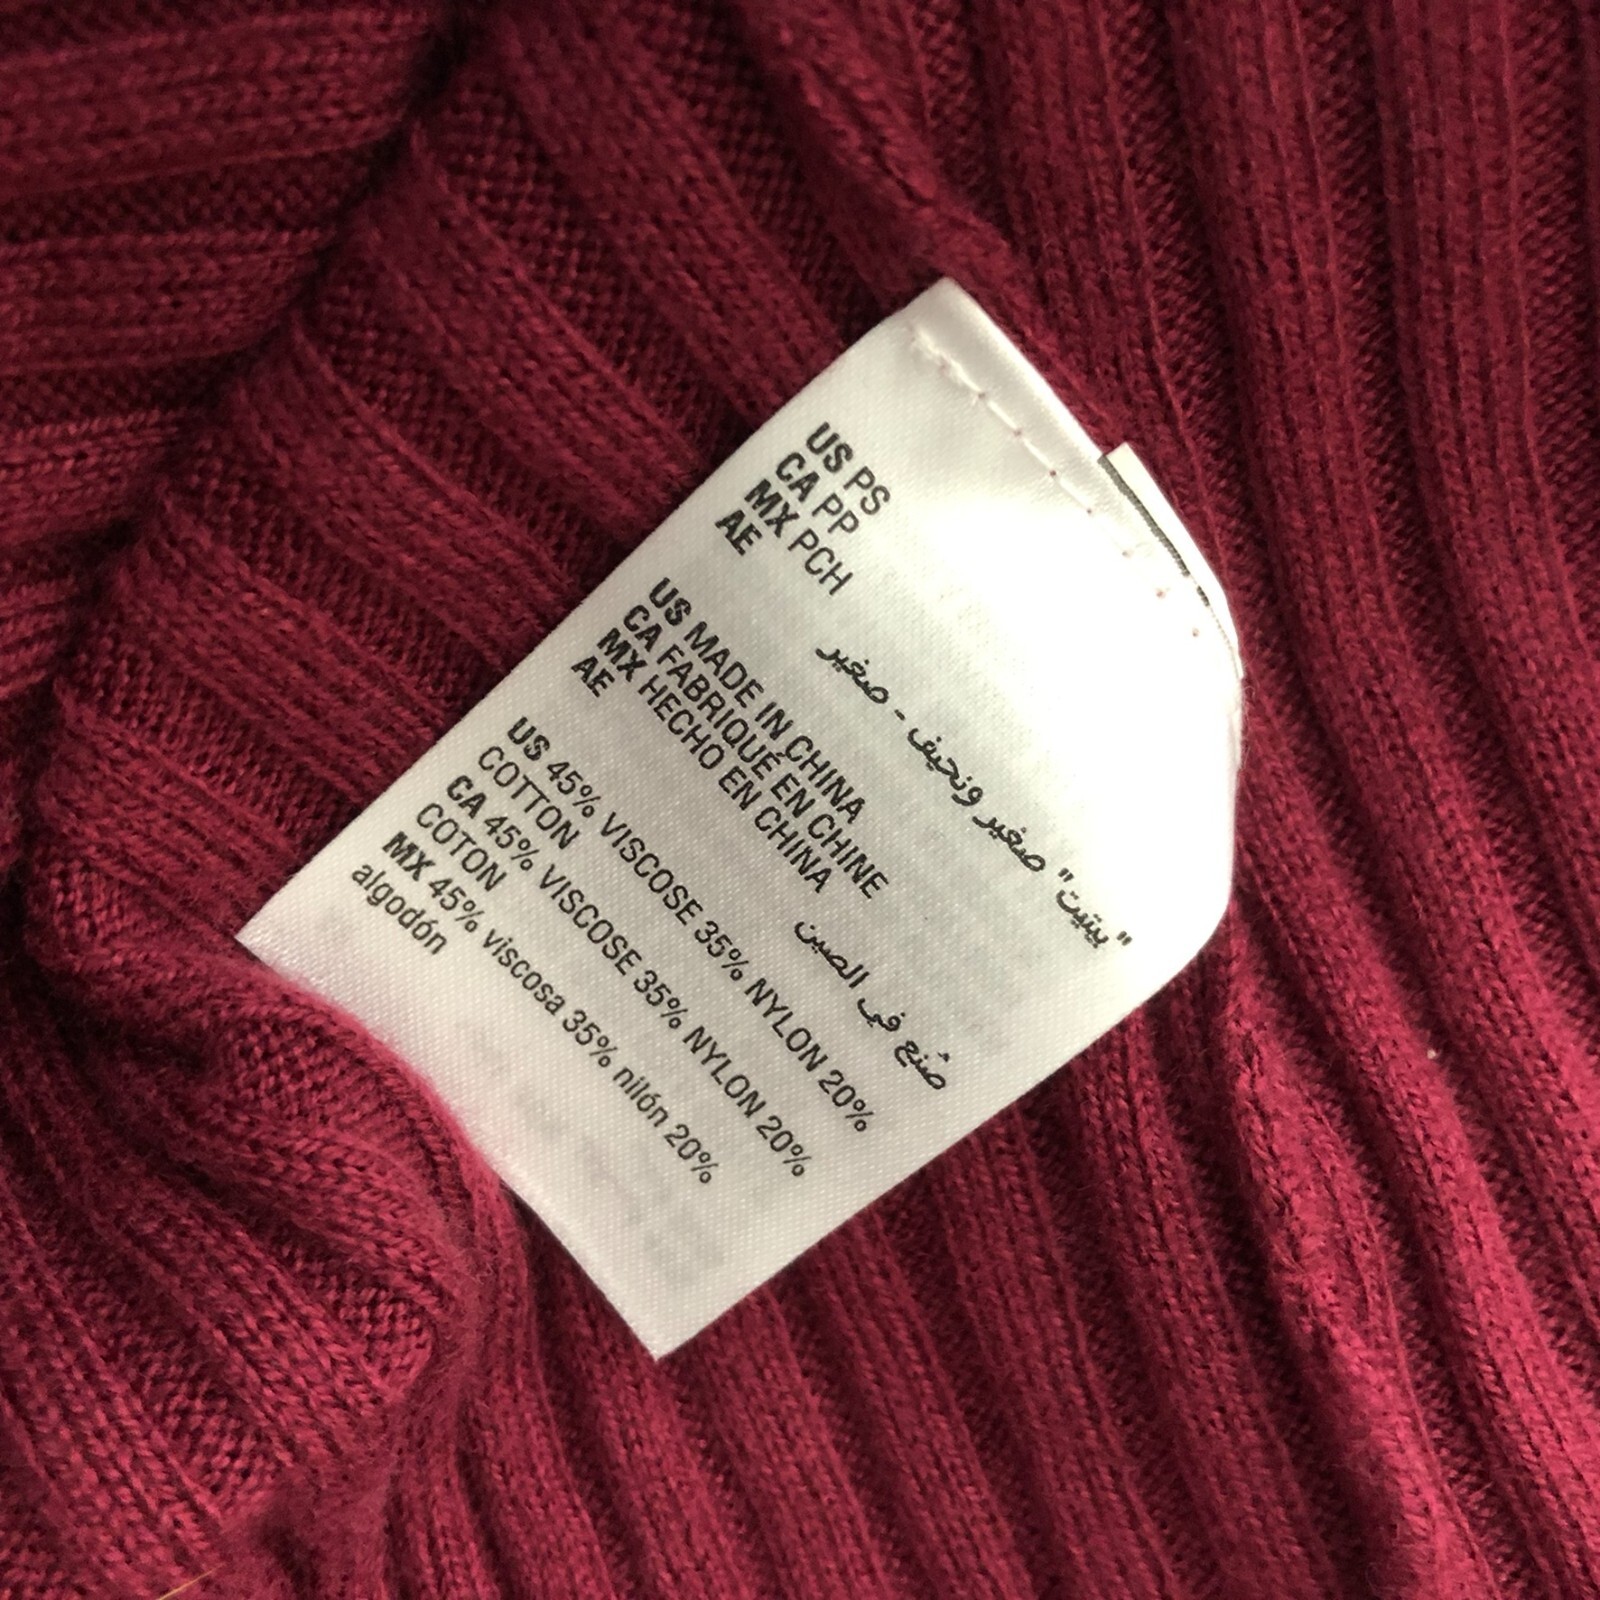 US PS
CA PP
MX PCH
AE
"بيتيت" صغير ونحيف - صغير
US MADE IN CHINA
CA FABRIQUÉ EN CHINE
MX HECHO EN CHINA
AE
صُنع في الصين
US 45% VISCOSE 35% NYLON 20%
COTTON
CA 45% VISCOSE 35% NYLON 20%
COTON
MX 45% viscosa 35% nilón 20%
algodón